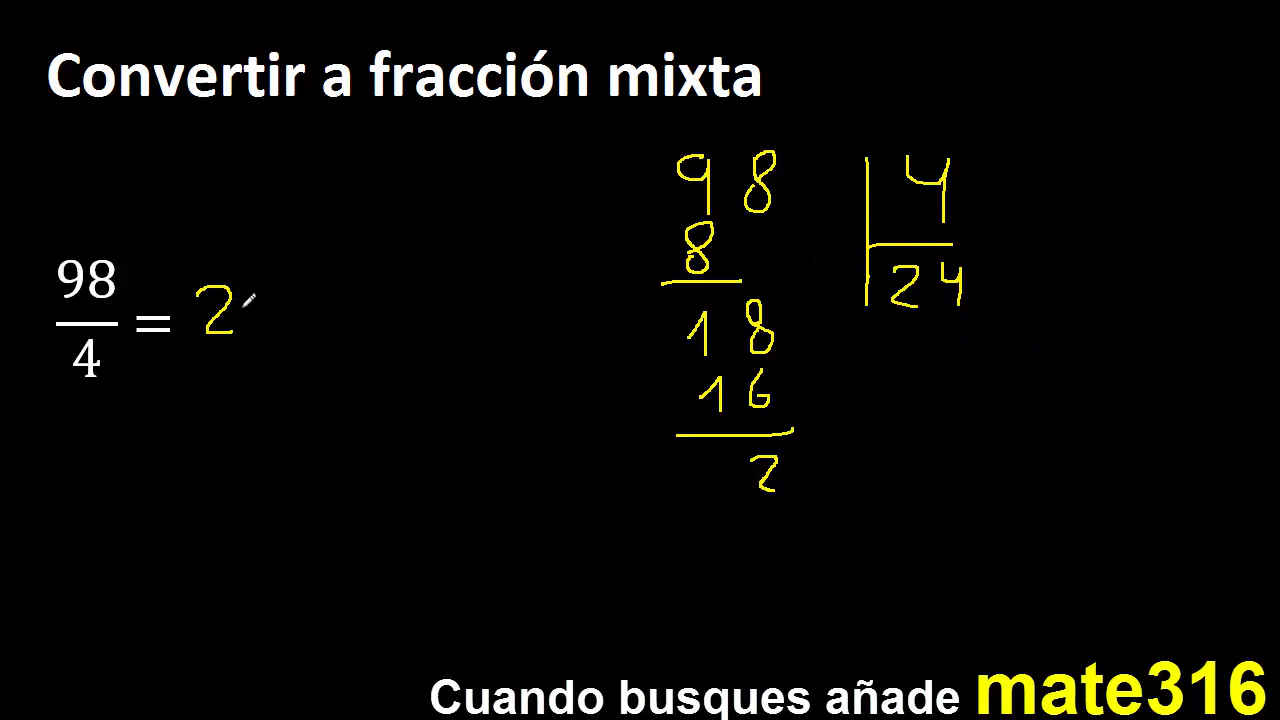 Convertir a fracción mixta
98 4
8
98
— = 2
4
24
18
16
2
Cuando busques añade mate316